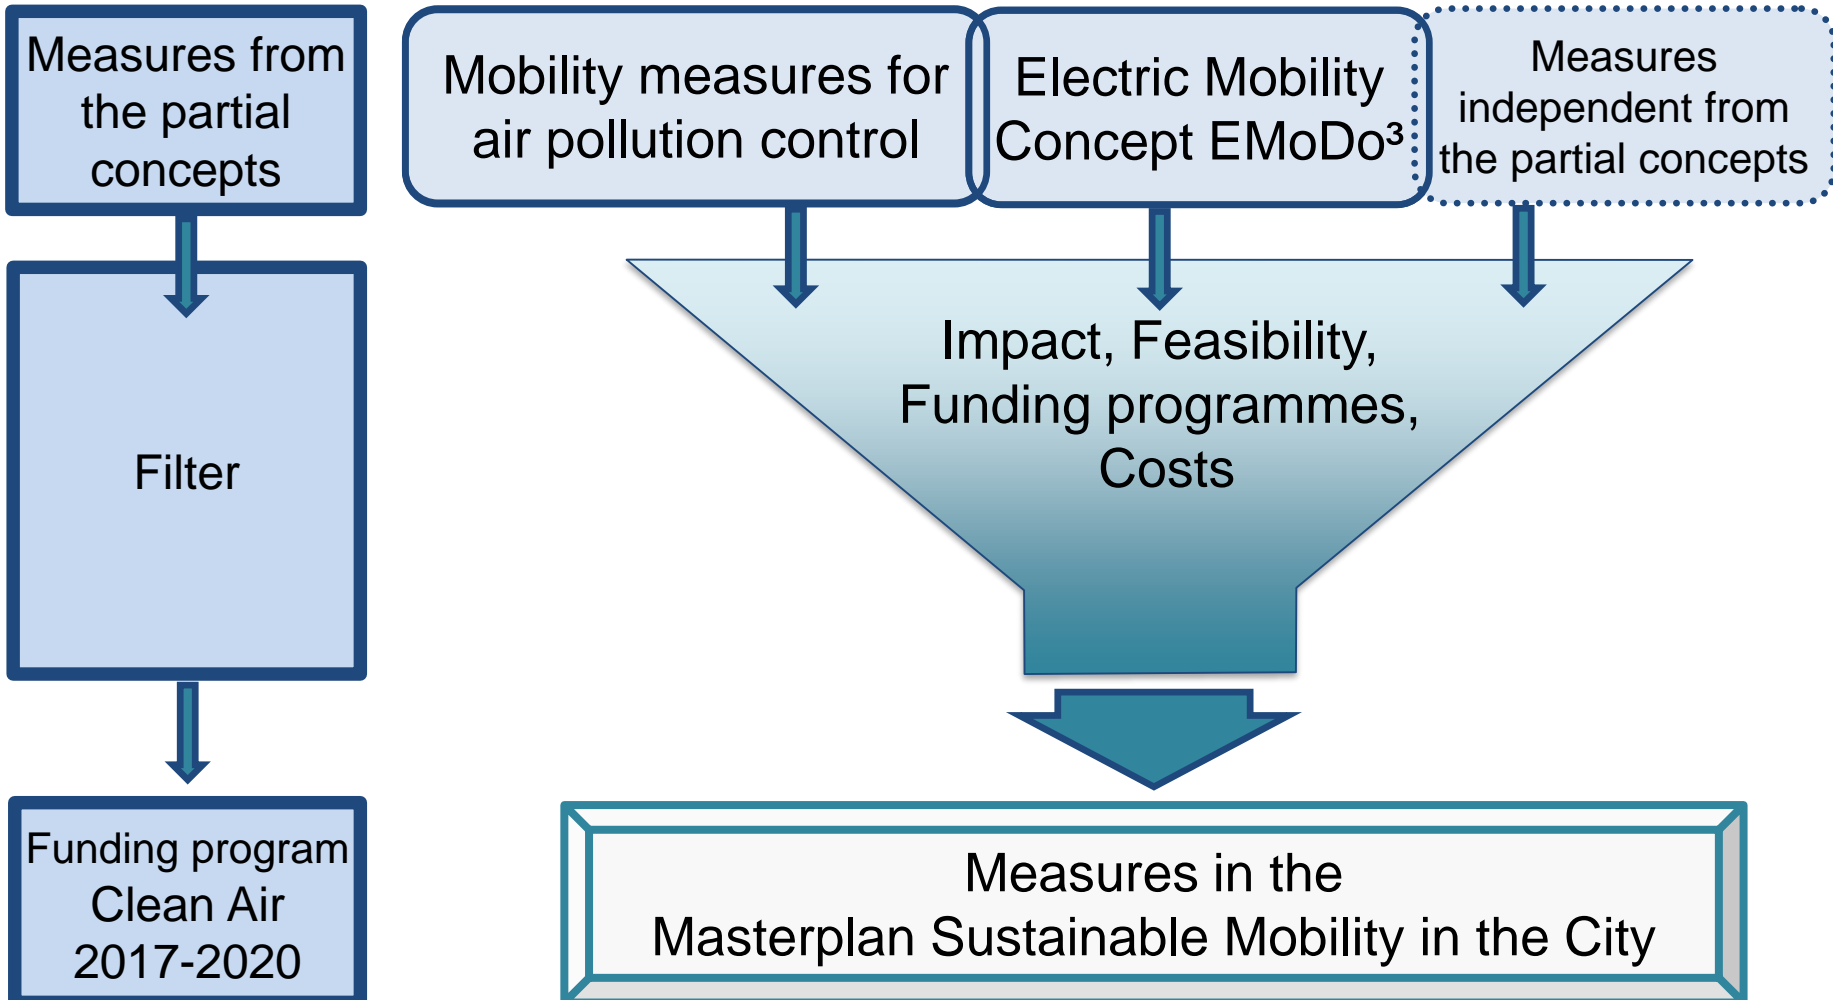 Measures from
the partial
concepts
Mobility measures for
air pollution control
Electric Mobility
Concept EMoDo³
Measures
independent from
the partial concepts
Filter
Impact, Feasibility,
Funding programmes,
Costs
Funding program
Clean Air
2017-2020
Measures in the
Masterplan Sustainable Mobility in the City